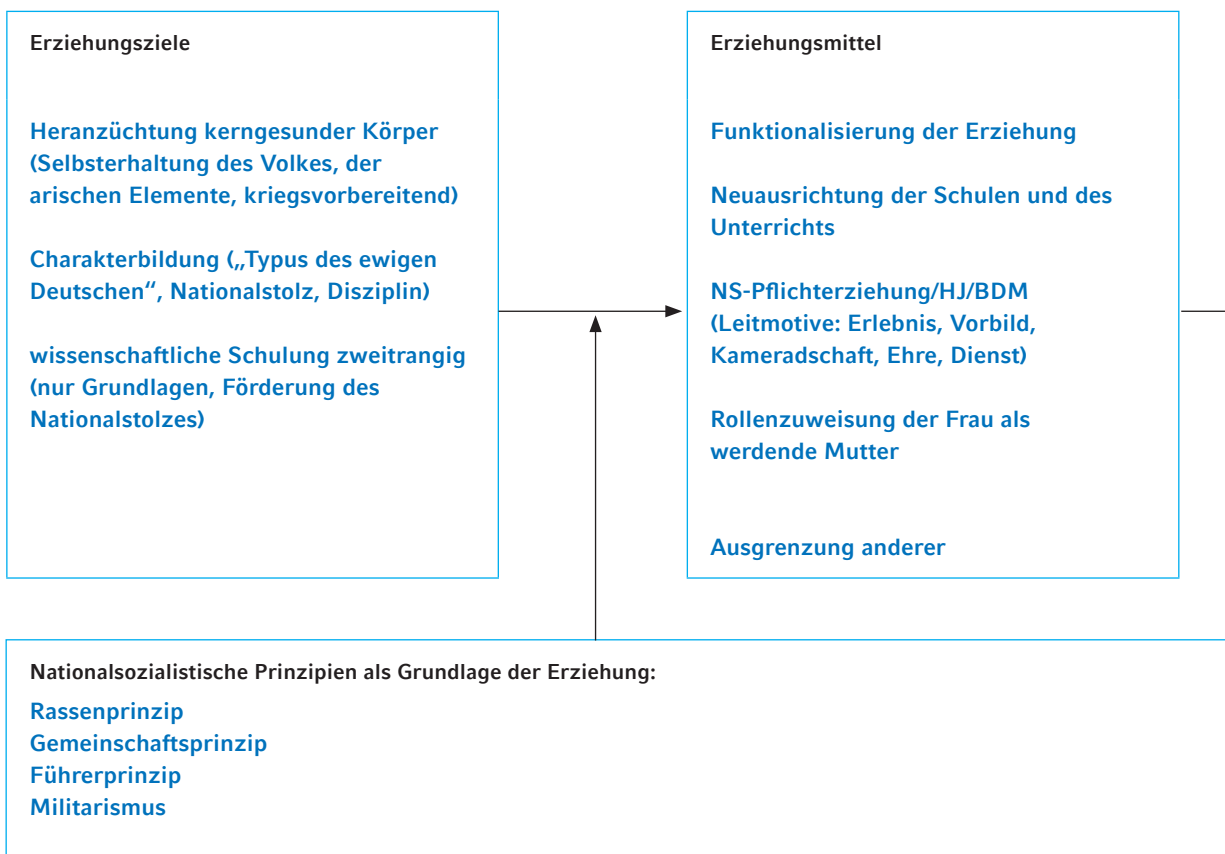 Erziehungsziele
Heranzüchtung kerngesunder Körper
(Selbsterhaltung des Volkes, der
arischen Elemente, kriegsvorbereitend)
Charakterbildung („Typus des ewigen
Deutschen“, Nationalstolz, Disziplin)
wissenschaftliche Schulung zweitrangig
(nur Grundlagen, Förderung des
Nationalstolzes)
Erziehungsmittel
Funktionalisierung der Erziehung
Neuausrichtung der Schulen und des
Unterrichts
NS-Pflichterziehung/HJ/BDM
(Leitmotive: Erlebnis, Vorbild,
Kameradschaft, Ehre, Dienst)
Rollenzuweisung der Frau als
werdende Mutter
Ausgrenzung anderer
Nationalsozialistische Prinzipien als Grundlage der Erziehung:
Rassenprinzip
Gemeinschaftsprinzip
Führerprinzip
Militarismus